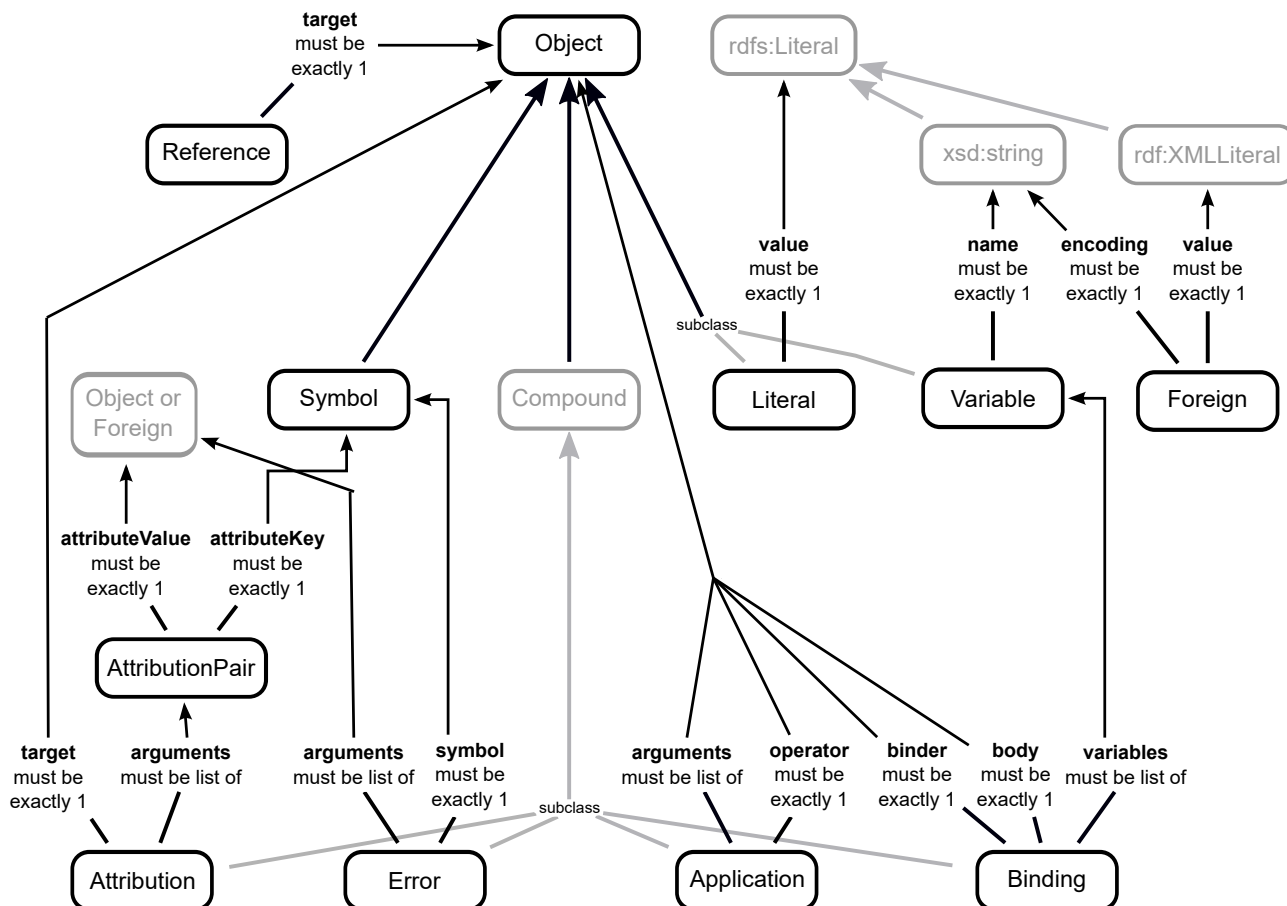 target
must be
exactly 1
Object
rdfs:Literal
Reference
xsd:string
rdf:XMLLiteral
value
must be
exactly 1
name
must be
exactly 1
encoding
must be
exactly 1
value
must be
exactly 1
subclass
Object or
Foreign
Symbol
Compound
Literal
Variable
Foreign
attributeValue
must be
exactly 1
attributeKey
must be
exactly 1
AttributionPair
target
must be
exactly 1
arguments
must be list of
arguments
must be list of
symbol
must be
exactly 1
arguments
must be list of
operator
must be
exactly 1
binder
must be
exactly 1
body
must be
exactly 1
variables
must be list of
subclass
Attribution
Error
Application
Binding